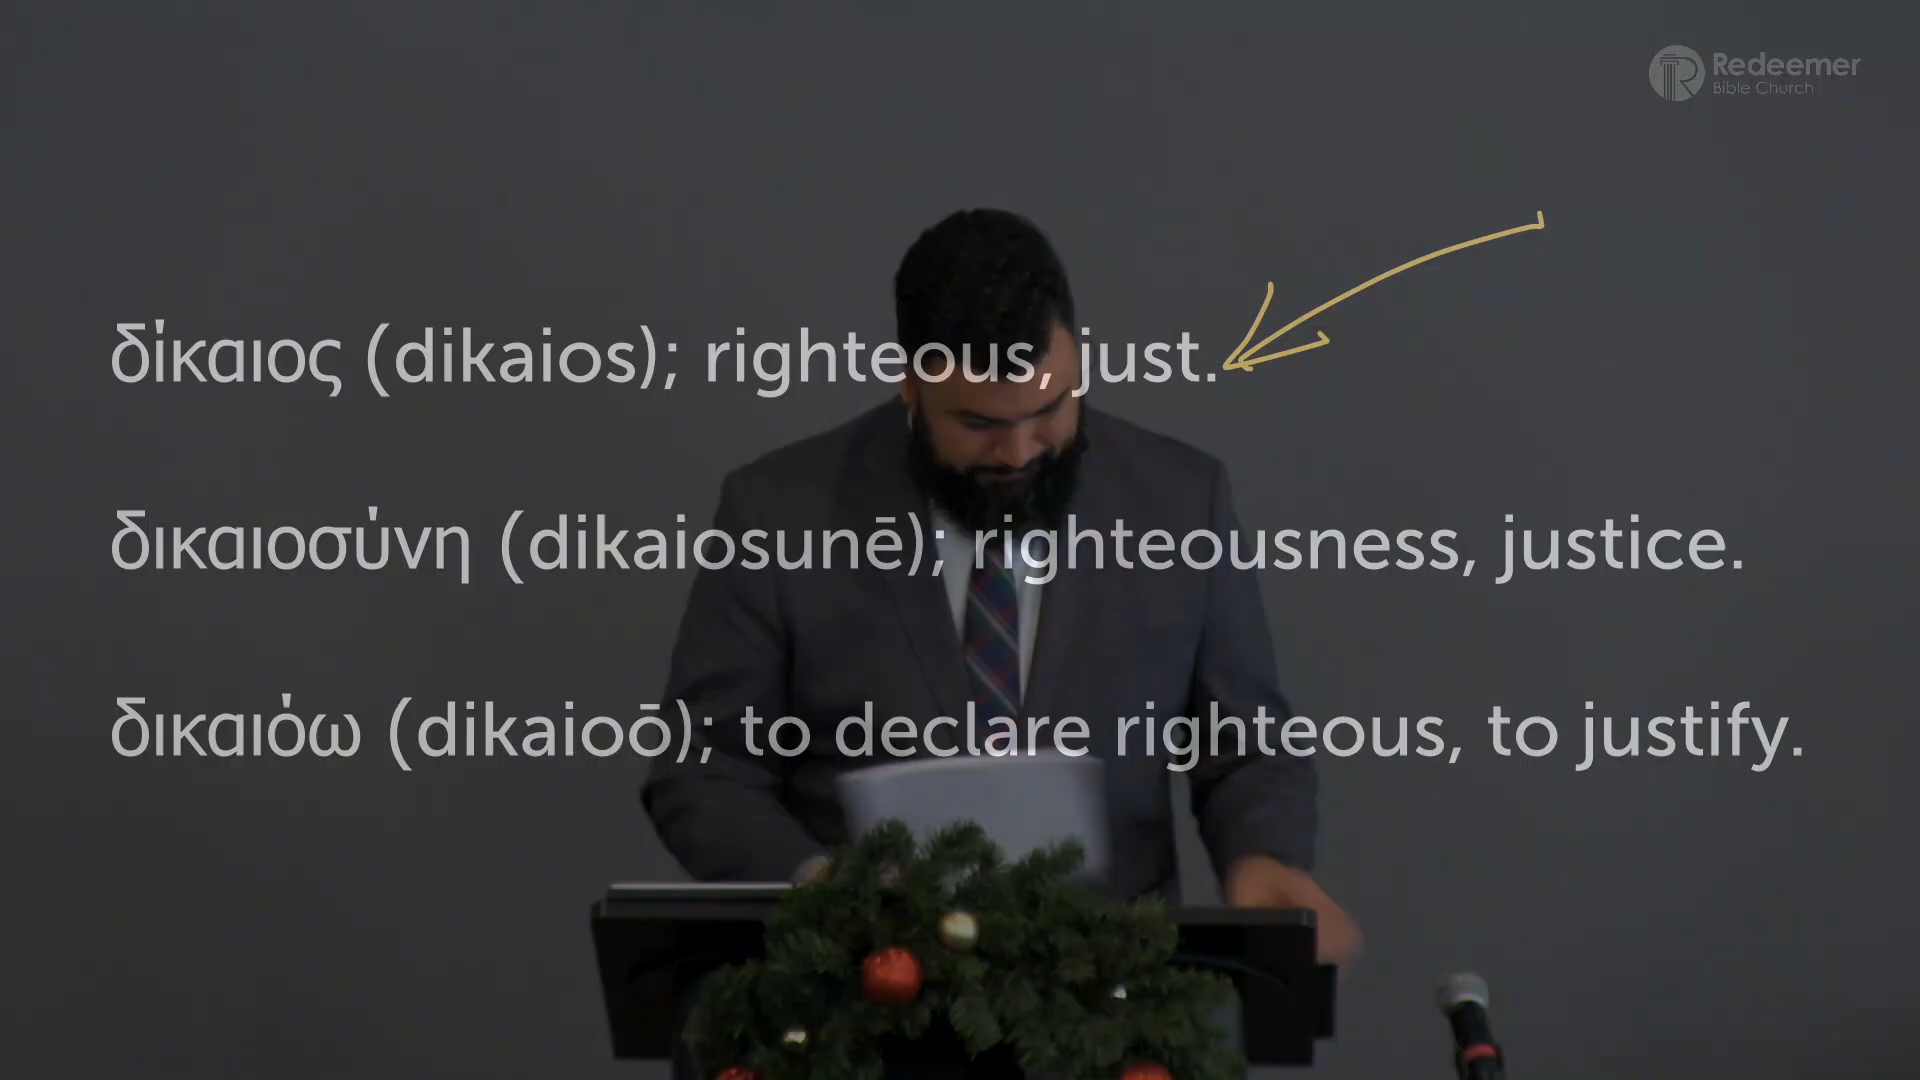 Redeemer
Bible Church
δίκαιος (dikaios); righteous, just.
δικαιοσύνη (dikaiosunē); righteousness, justice.
δικαιόω (dikaioō); to declare righteous, to justify.